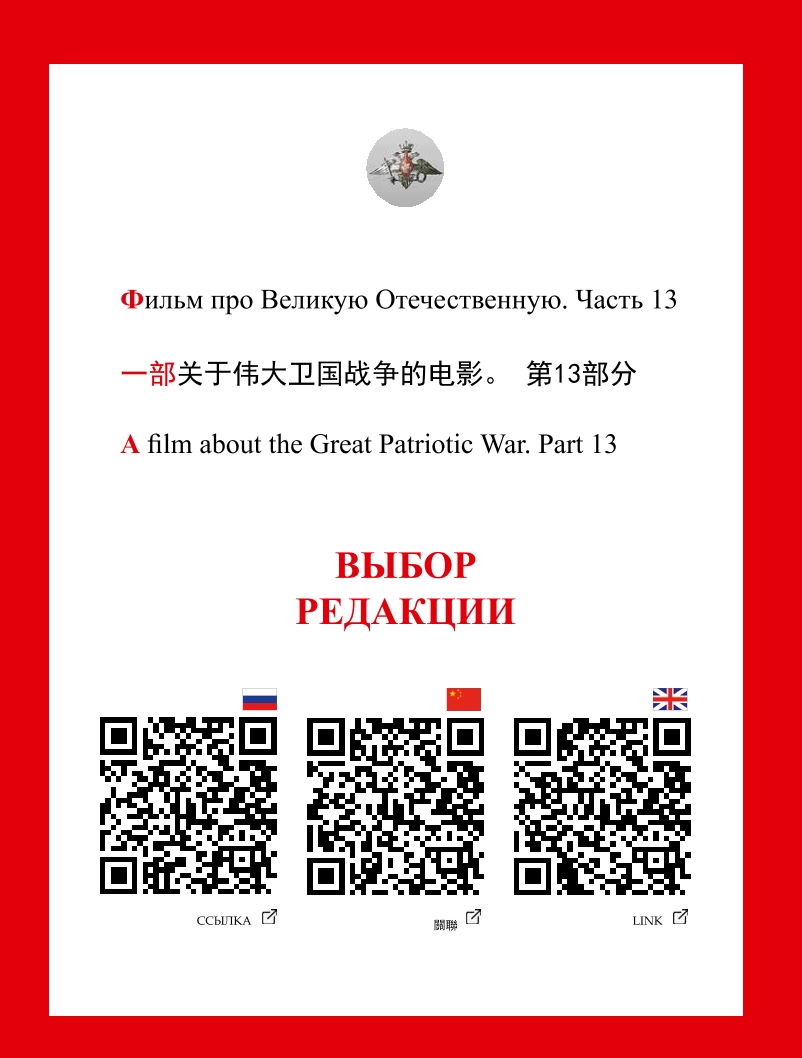 Фильм про Великую Отечественную. Часть 13
一部关于伟大卫国战争的电影。 第13部分
A film about the Great Patriotic War. Part 13
ВЫБОР
РЕДАКЦИИ
ССЫЛКА
關聯
LINK